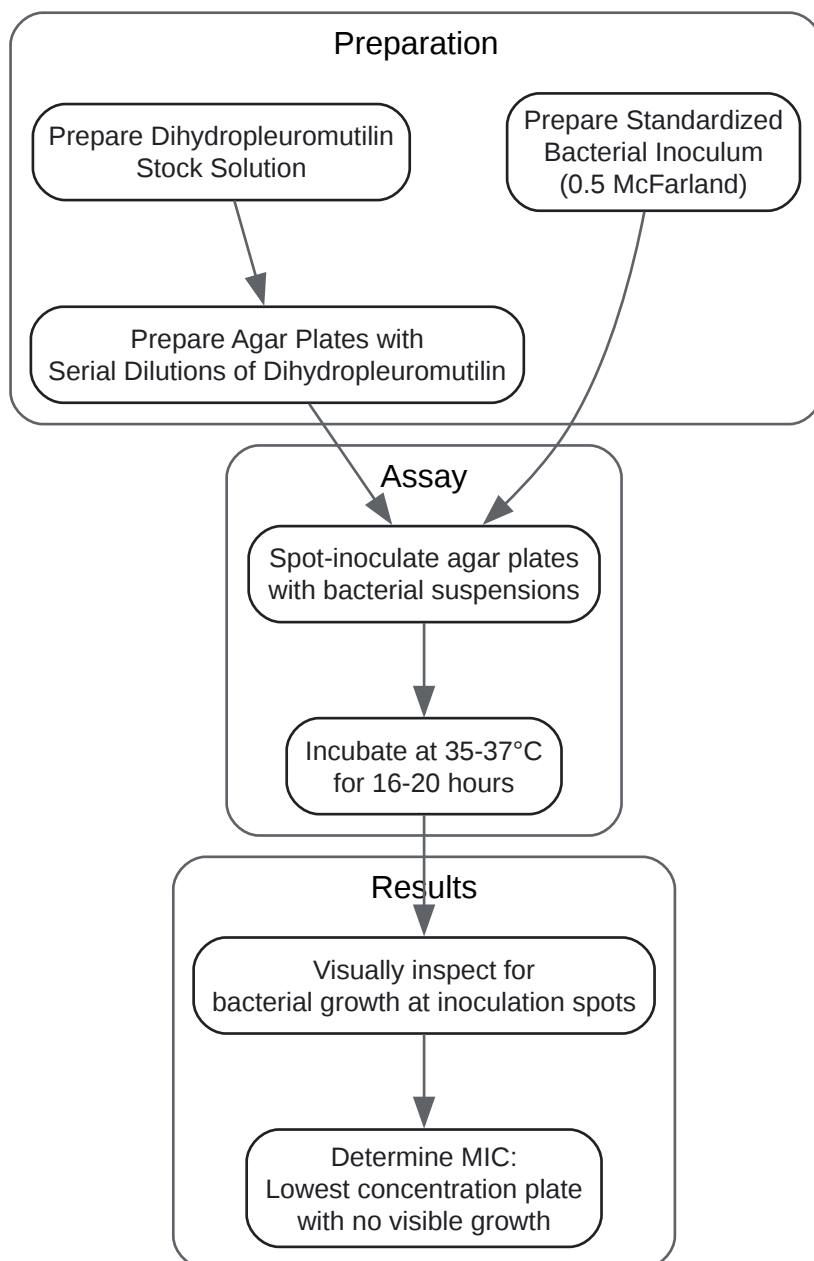 Preparation
Prepare Dihydropleuromutilin
Stock Solution
Prepare Standardized
Bacterial Inoculum
(0.5 McFarland)
Prepare Agar Plates with
Serial Dilutions of Dihydropleuromutilin
Assay
Spot-inoculate agar plates
with bacterial suspensions
Incubate at 35-37°C
for 16-20 hours
Results
Visually inspect for
bacterial growth at inoculation spots
Determine MIC:
Lowest concentration plate
with no visible growth